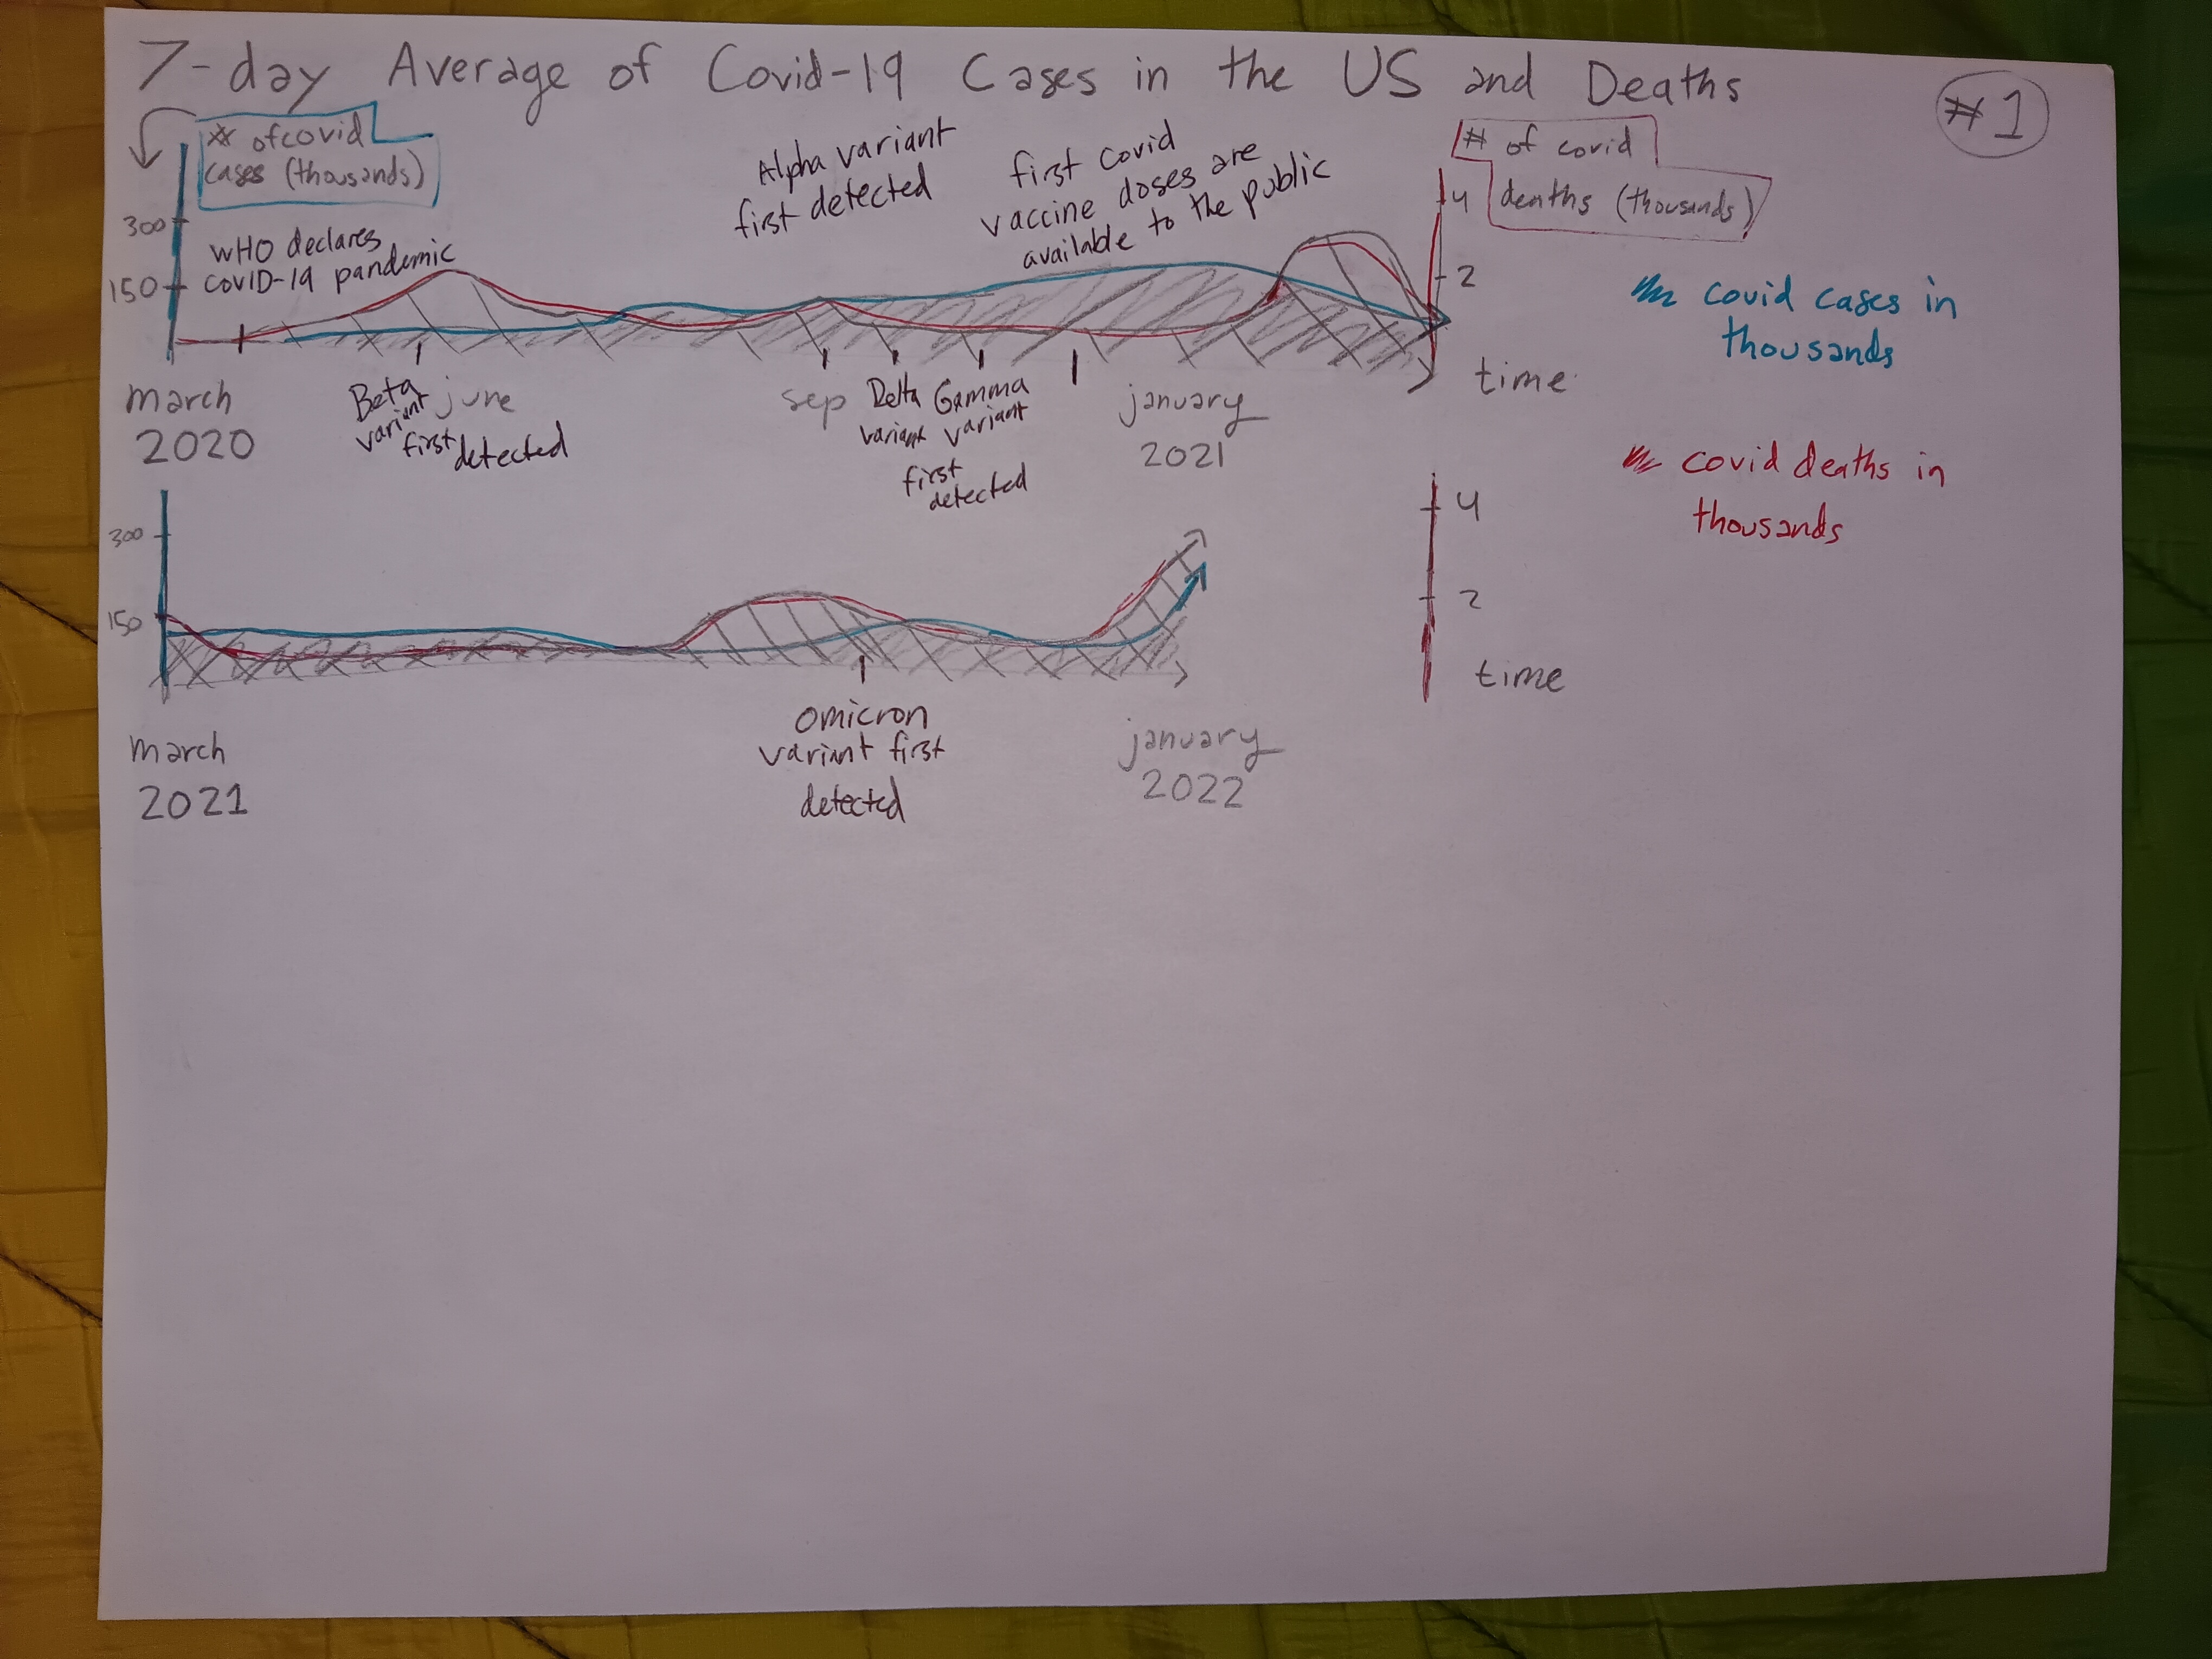 7-day Average of Covid-19 Cases in the US and Deaths
#1
# of covid
cases (thousands)
300
150
WHO declares
COVID-19 pandemic
Alpha variant
first detected
first covid
vaccine doses are
available to the public
# of covid
deaths (thousands)
4
2
time
covid cases in
thousands
covid deaths in
thousands
march
2020
Beta
variant
first detected
june
sep
Delta
variant
Gamma
variant
first
detected
january
2021
300
150
4
2
time
march
2021
omicron
variant first
detected
january
2022